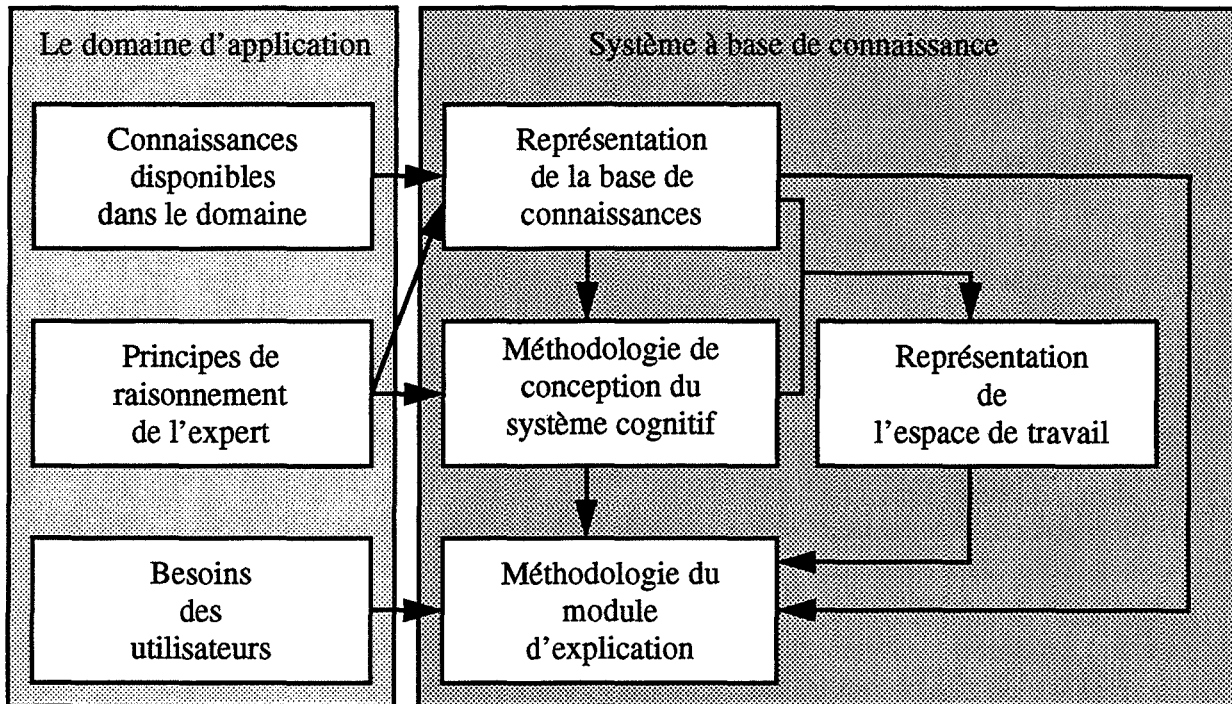 Le domaine d'application
Connaissances
disponibles
dans le domaine
Principes de
raisonnement
de l'expert
Besoins
des
utilisateurs
Système à base de connaissance
Représentation
de la base de
connaissances
Méthodologie de
conception du
système cognitif
Représentation
de
l'espace de travail
Méthodologie du
module
d'explication